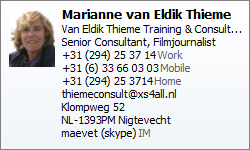 Marianne van Eldik Thieme
Van Eldik Thieme Training & Consult...
Senior Consultant, Filmjournalist
+31 (294) 25 37 14 Work
+31 (6) 33 66 03 03 Mobile
+31 (294) 25 3714 Home
thiemeconsult@xs4all.nl
Klompweg 52
NL-1393PM Nigtevecht
maevet (skype) IM